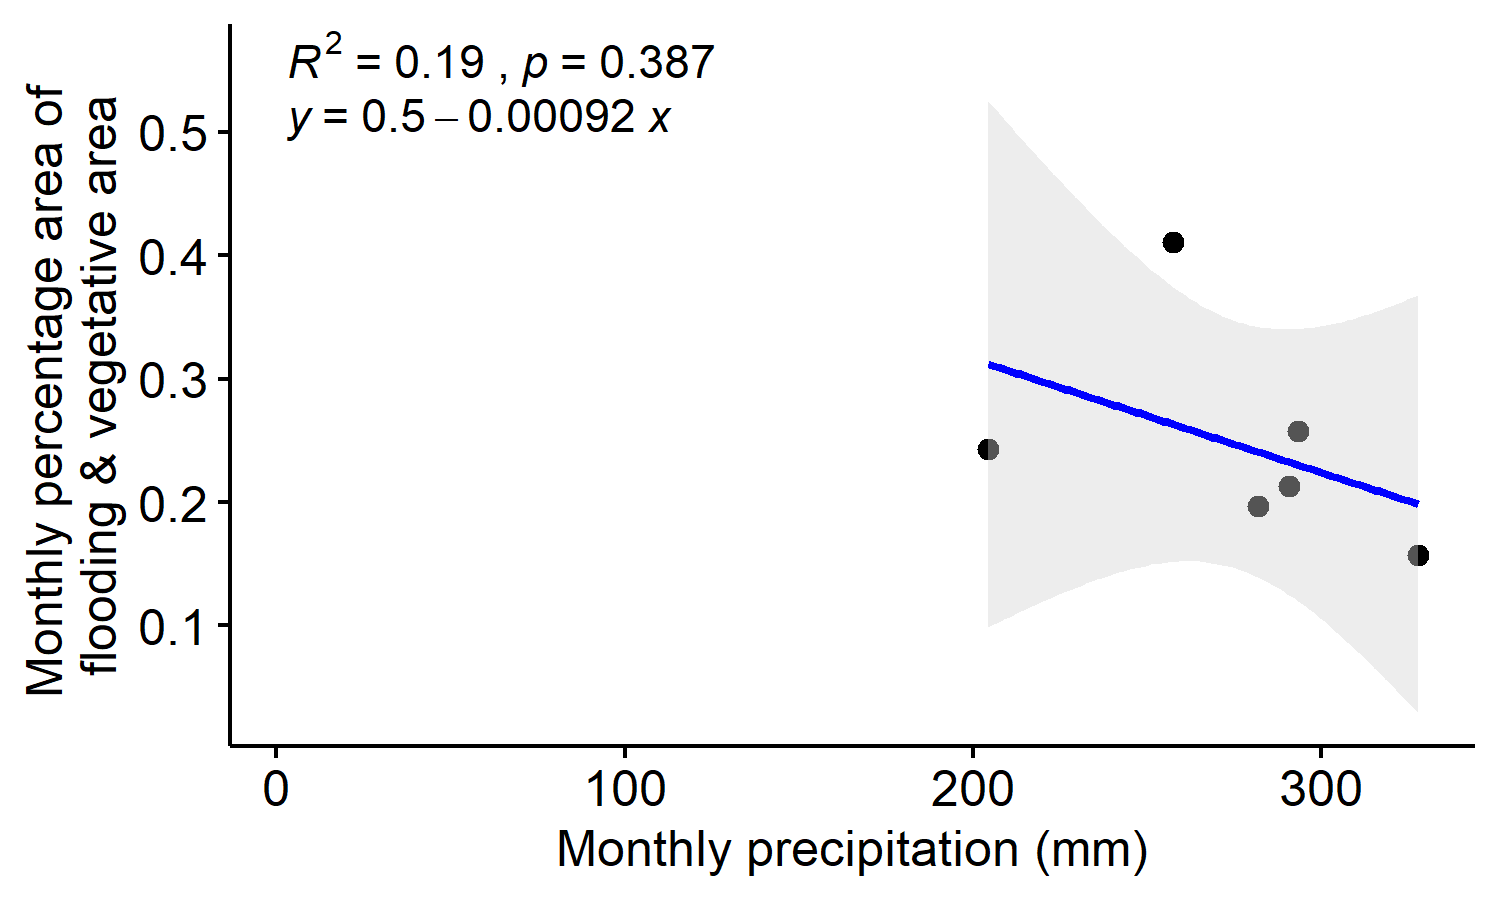 R² = 0.19 , p = 0.387
y = 0.5 – 0.00092 x
Monthly percentage area of
flooding & vegetative area
0.5
0.4
0.3
0.2
0.1
0 100 200 300
Monthly precipitation (mm)